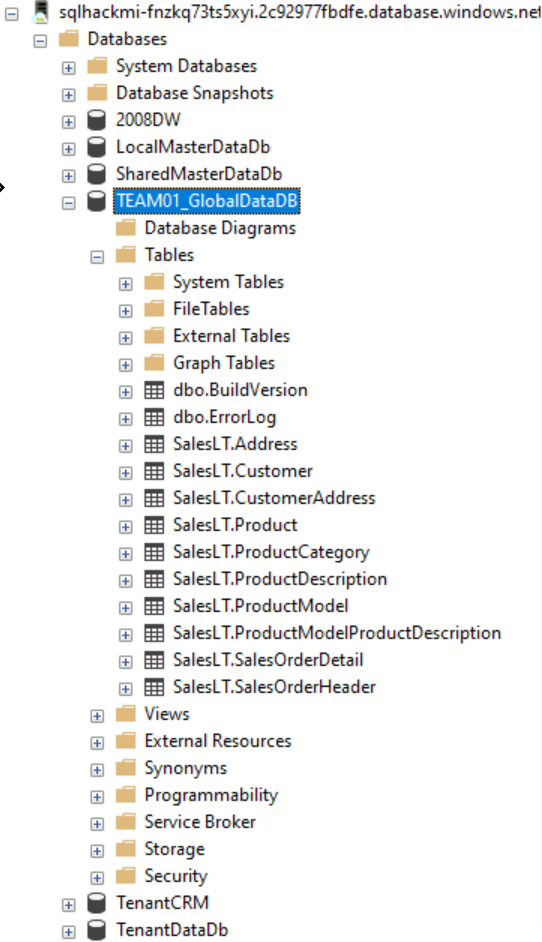 sqlhackmi-fnzkq73ts5xyi.2c92977fbdfe.database.windows.net
Databases
System Databases
Database Snapshots
2008DW
LocalMasterDataDb
SharedMasterDataDb
TEAM01_GlobalDataDB
Database Diagrams
Tables
System Tables
FileTables
External Tables
Graph Tables
dbo.BuildVersion
dbo.ErrorLog
SalesLT.Address
SalesLT.Customer
SalesLT.CustomerAddress
SalesLT.Product
SalesLT.ProductCategory
SalesLT.ProductDescription
SalesLT.ProductModel
SalesLT.ProductModelProductDescription
SalesLT.SalesOrderDetail
SalesLT.SalesOrderHeader
Views
External Resources
Synonyms
Programmability
Service Broker
Storage
Security
TenantCRM
TenantDataDb